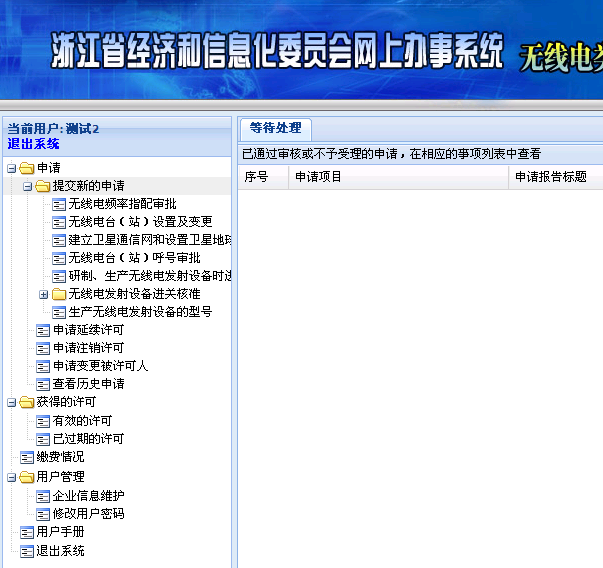 浙江省经济和信息化委员会网上办事系统 无线电
当前用户: 测试2
退出系统
申请
提交新的申请
无线电频率指配审批
无线电台（站）设置及变更
建立卫星通信网和设置卫星地球
无线电台（站）呼号审批
研制、生产无线电发射设备时
无线电发射设备进关核准
生产无线电发射设备的型号
申请延续许可
申请注销许可
申请变更被许可人
查看历史申请
获得的许可
有效的许可
已过期的许可
缴费情况
用户管理
企业信息维护
修改用户密码
用户手册
退出系统
等待处理
已通过审核或不予受理的申请，在相应的事项列表中查看
序号 申请项目 申请报告标题